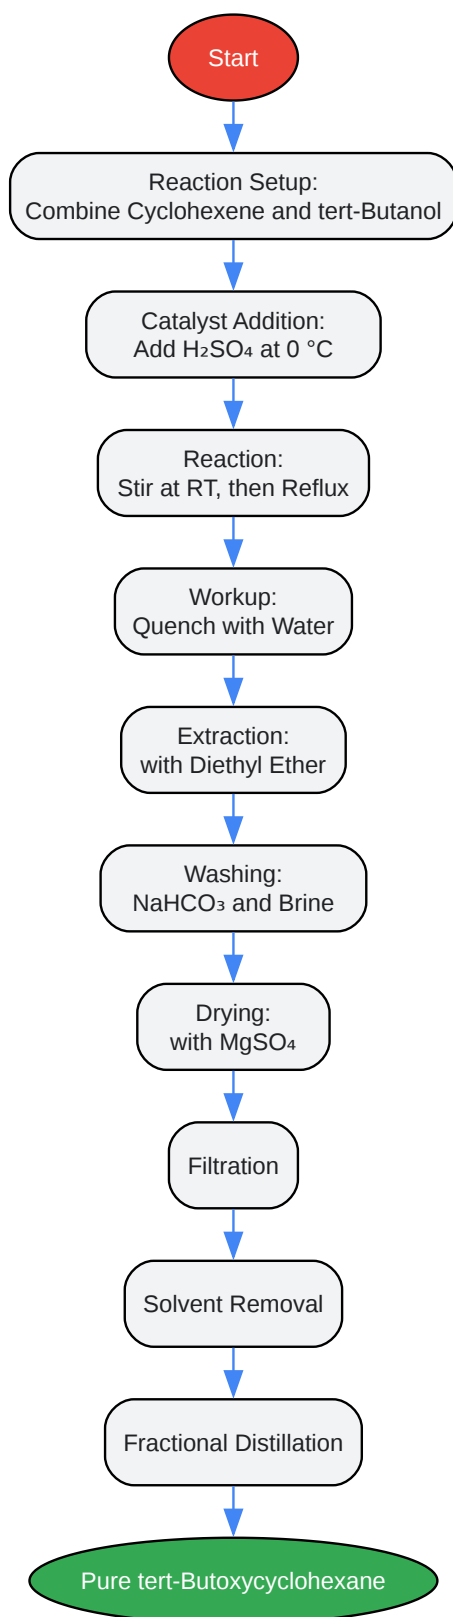 Start
Reaction Setup:
Combine Cyclohexene and tert-Butanol
Catalyst Addition:
Add H₂SO₄ at 0 °C
Reaction:
Stir at RT, then Reflux
Workup:
Quench with Water
Extraction:
with Diethyl Ether
Washing:
NaHCO₃ and Brine
Drying:
with MgSO₄
Filtration
Solvent Removal
Fractional Distillation
Pure tert-Butoxycyclohexane